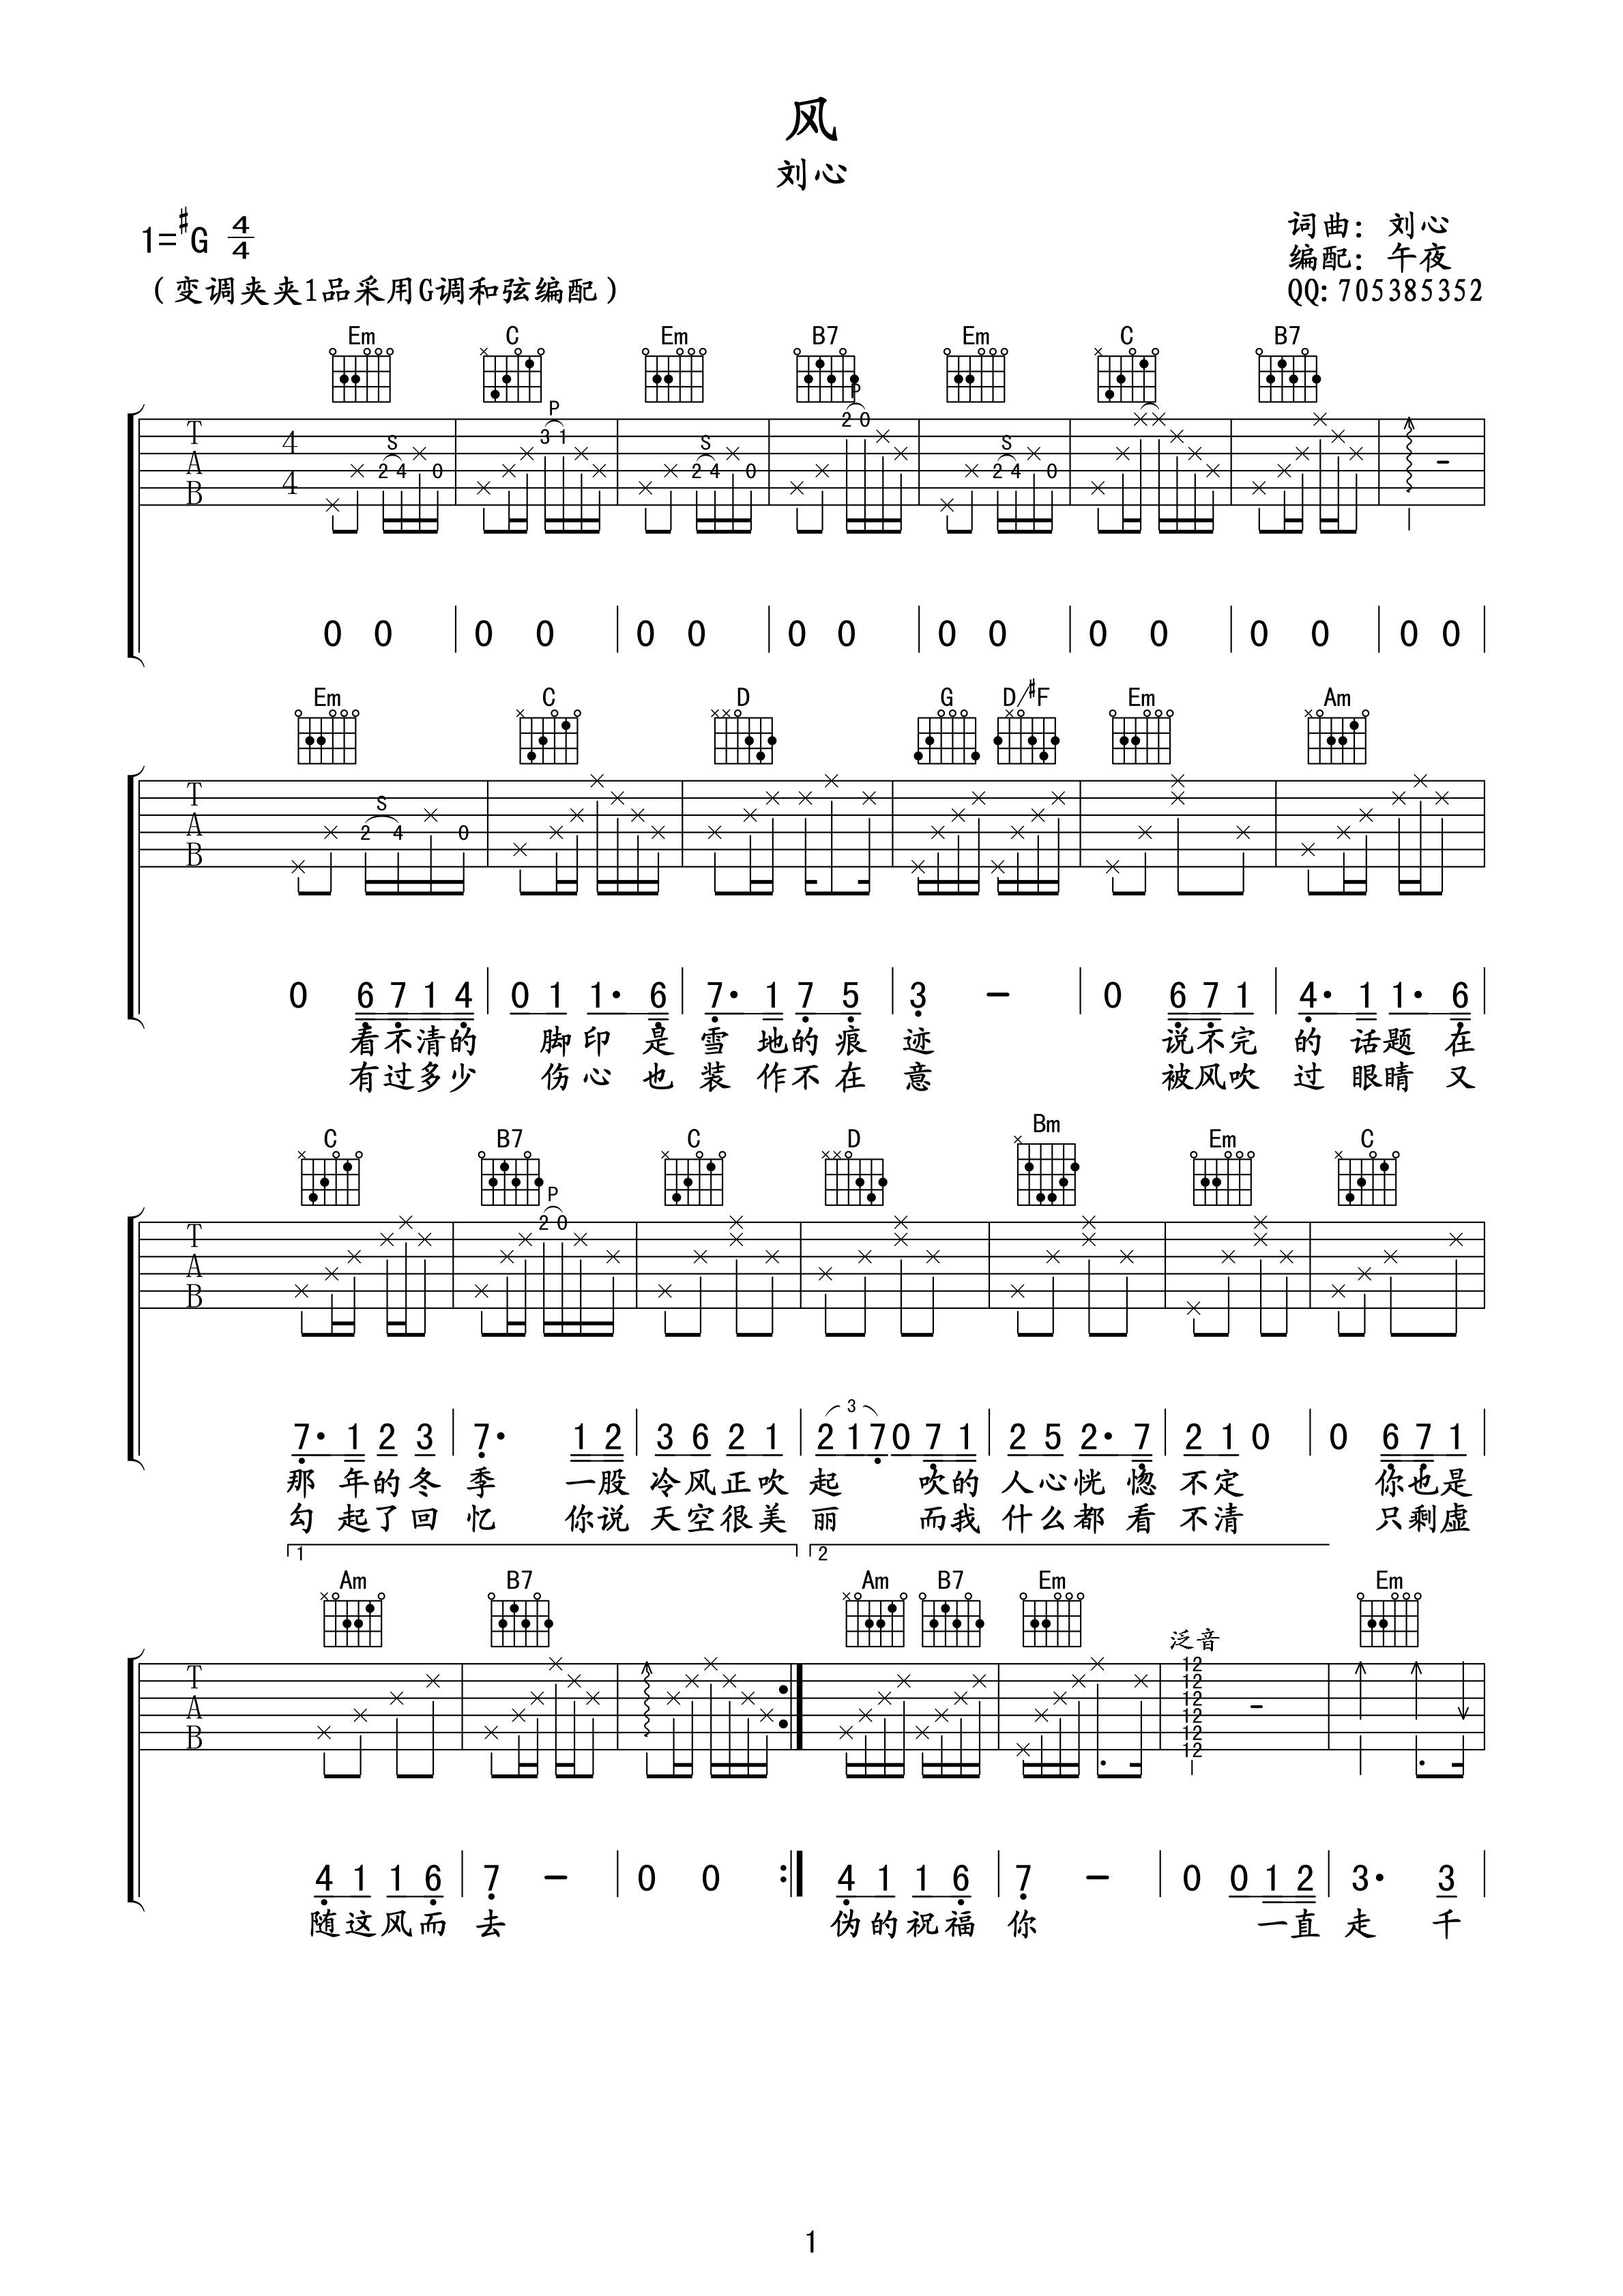 风
刘心
1=#G 4/4
词曲：刘心
编配：午夜
（变调夹夹1品采用G调和弦编配）
QQ:705385352
Em C Em B7 Em C B7
P P
S S S
T A B 4/4 2 4 0 3 1 2 4 0 2 0 2 4 0
0 0 0 0 0 0 0 0 0 0 0 0 0 0 0 0
Em C D G D/#F Em Am
S
T A B 2 4 0
0 6 7 1 4 0 1 1· 6 7· 1 7 5 3 - 0 6 7 1 4· 1 1· 6
看不清的 脚印 是 雪 地的 痕 迹 说不完 的 话题 在
有过多少 伤心 也 装 作不 在 意 被风吹 过 眼睛 又
C B7 C D Bm Em C
P
T A B 2 0
3
7· 1 2 3 7· 1 2 3 6 2 1 2 1 7 0 7 1 2 5 2· 7 2 1 0 0 6 7 1
那 年的冬 季 一股 冷风正吹 起 吹的 人心恍 惚 不定 你也是
勾 起了回 忆 你说 天空很美 丽 而我 什么都 看 不清 只剩虚
1 2
Am B7 Am B7 Em Em
泛音
T A B 12 12 12 12 12 12
4 1 1 6 7 - 0 0 4 1 1 6 7 - 0 0 1 2 3· 3
随这风而 去 伪的祝福 你 一直 走 千
1